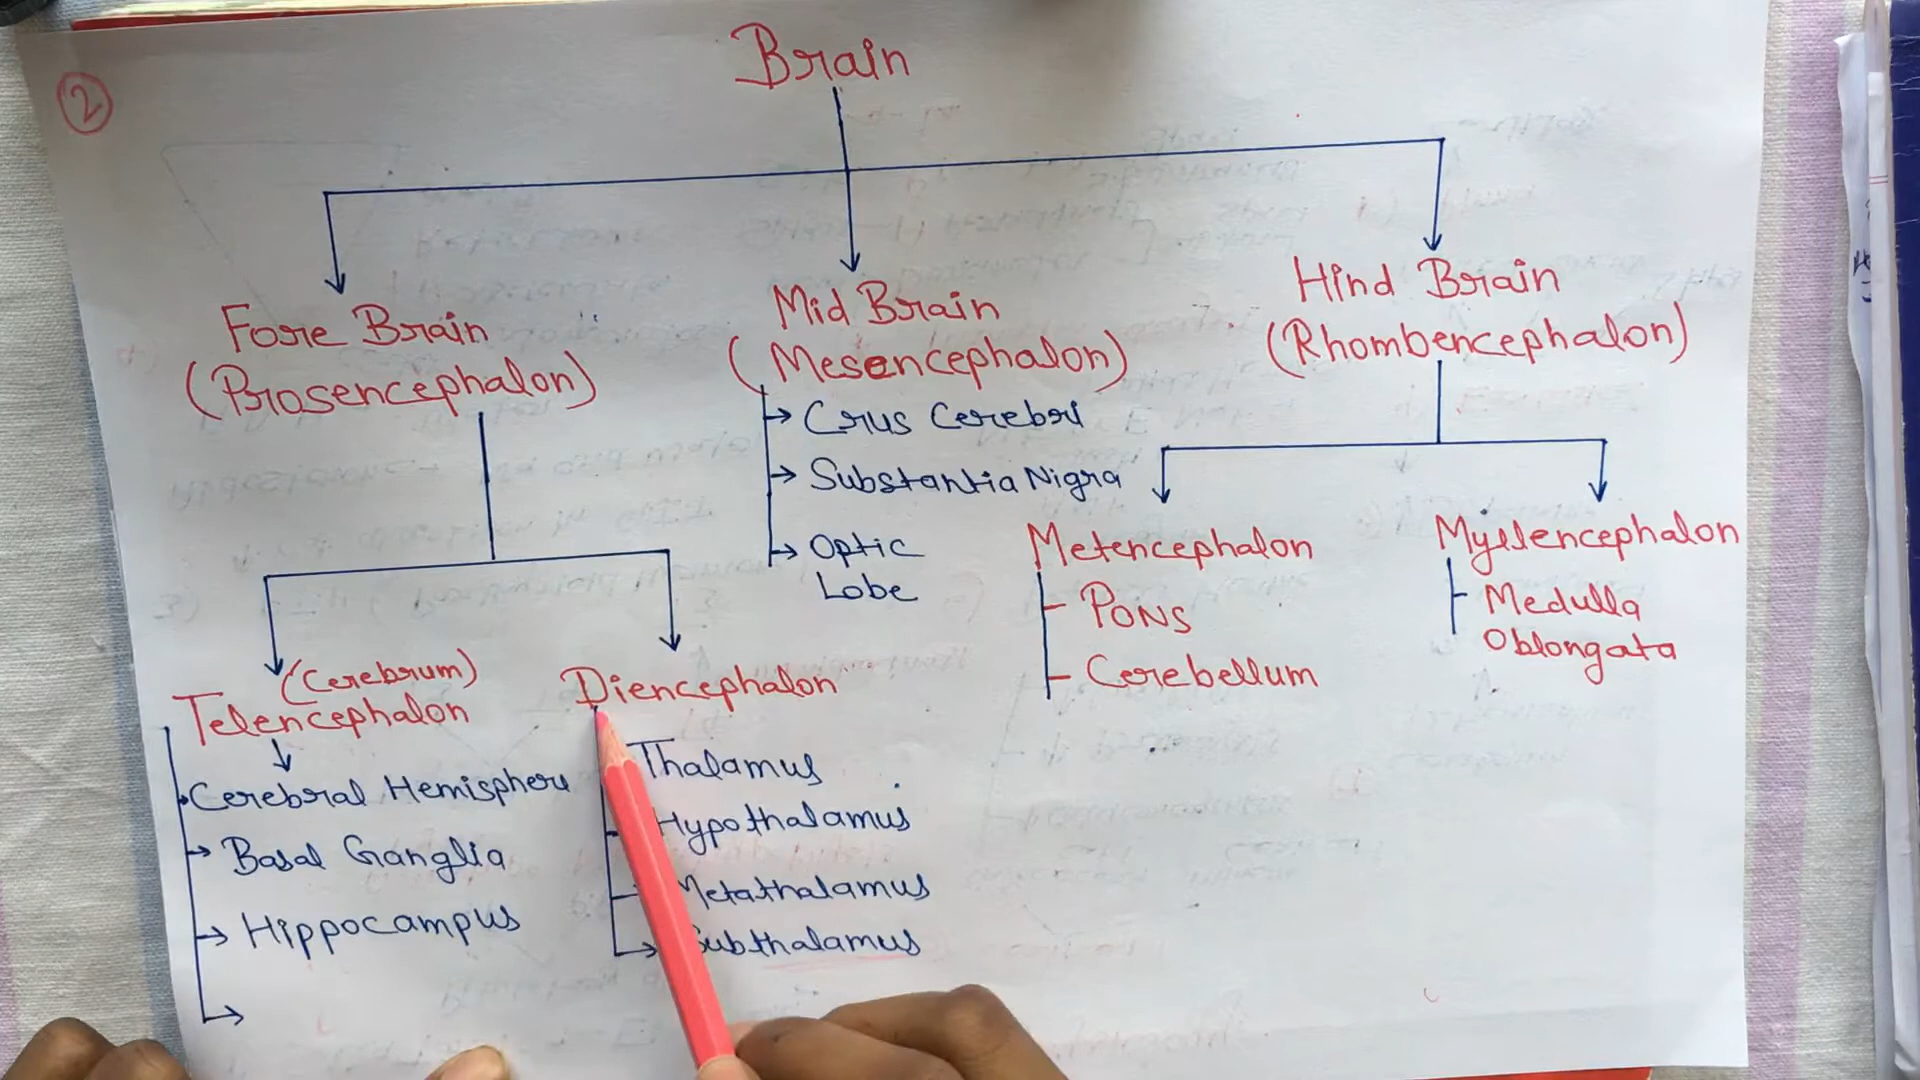 2
Brain
Fore Brain
(Prosencephalon)
Mid Brain
(Mesencephalon)
Crus Cerebri
Substantia Nigra
Optic
Lobe
Hind Brain
(Rhombencephalon)
(Cerebrum)
Telencephalon
Cerebral Hemisphere
Basal Ganglia
Hippocampus
Diencephalon
Thalamus
Hypothalamus
Metathalamus
Subthalamus
Metencephalon
PONS
Cerebellum
Myelencephalon
Medulla
Oblongata